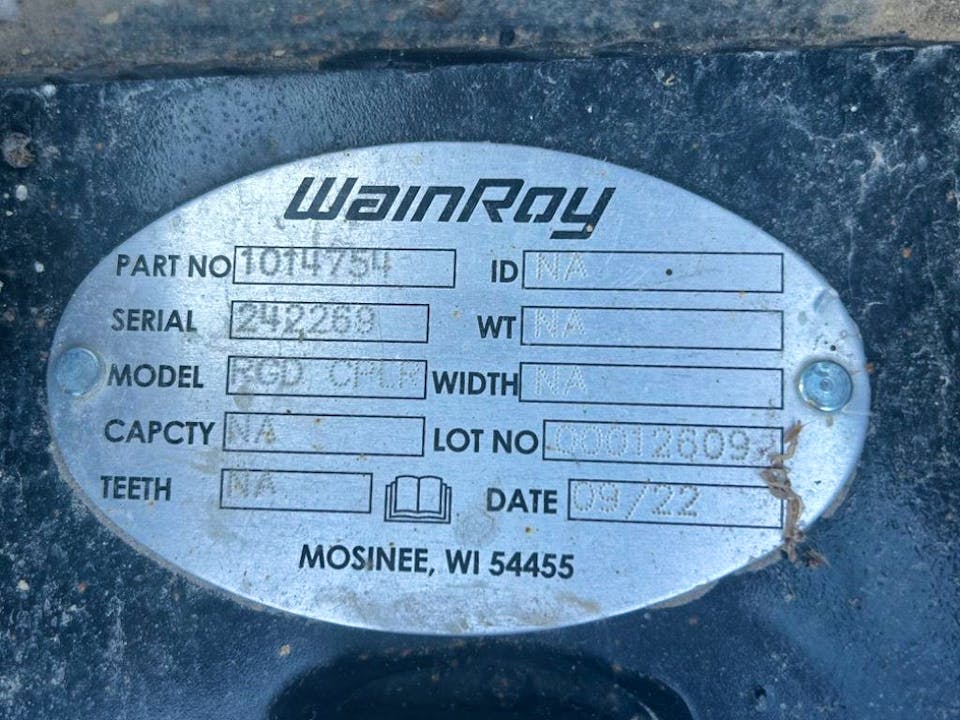 WainRoy
PART NO 1014754 ID NA
SERIAL 242269 WT NA
MODEL RGD CPLR WIDTH NA
CAPCTY NA LOT NO
TEETH NA DATE 09/22
MOSINEE, WI 54455